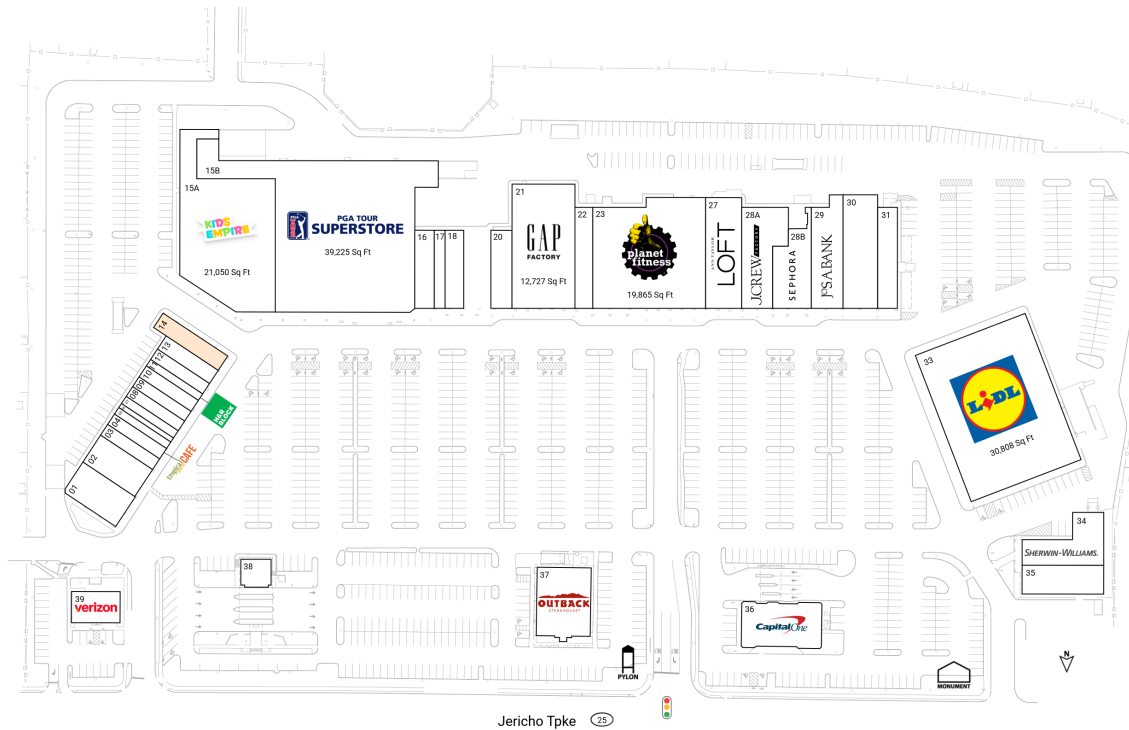 15B
15A
KIDS
EMPIRE
21,050 Sq Ft
PGA TOUR
SUPERSTORE
39,225 Sq Ft
16
17
18
20
21
GAP
FACTORY
12,727 Sq Ft
22
23
planet
fitness
19,865 Sq Ft
27
ANN TAYLOR
LOFT
28A
J.CREW FACTORY
28B
SEPHORA
29
JOS.A.BANK
30
31
14
13
12
10
09
08
04
03
02
01
H&R
BLOCK
tropical CAFE
33
LIDL
30,808 Sq Ft
34
SHERWIN-WILLIAMS.
35
36
Capital One
37
OUTBACK
STEAKHOUSE
38
39
verizon
PYLON
MONUMENT
N
Jericho Tpke
25